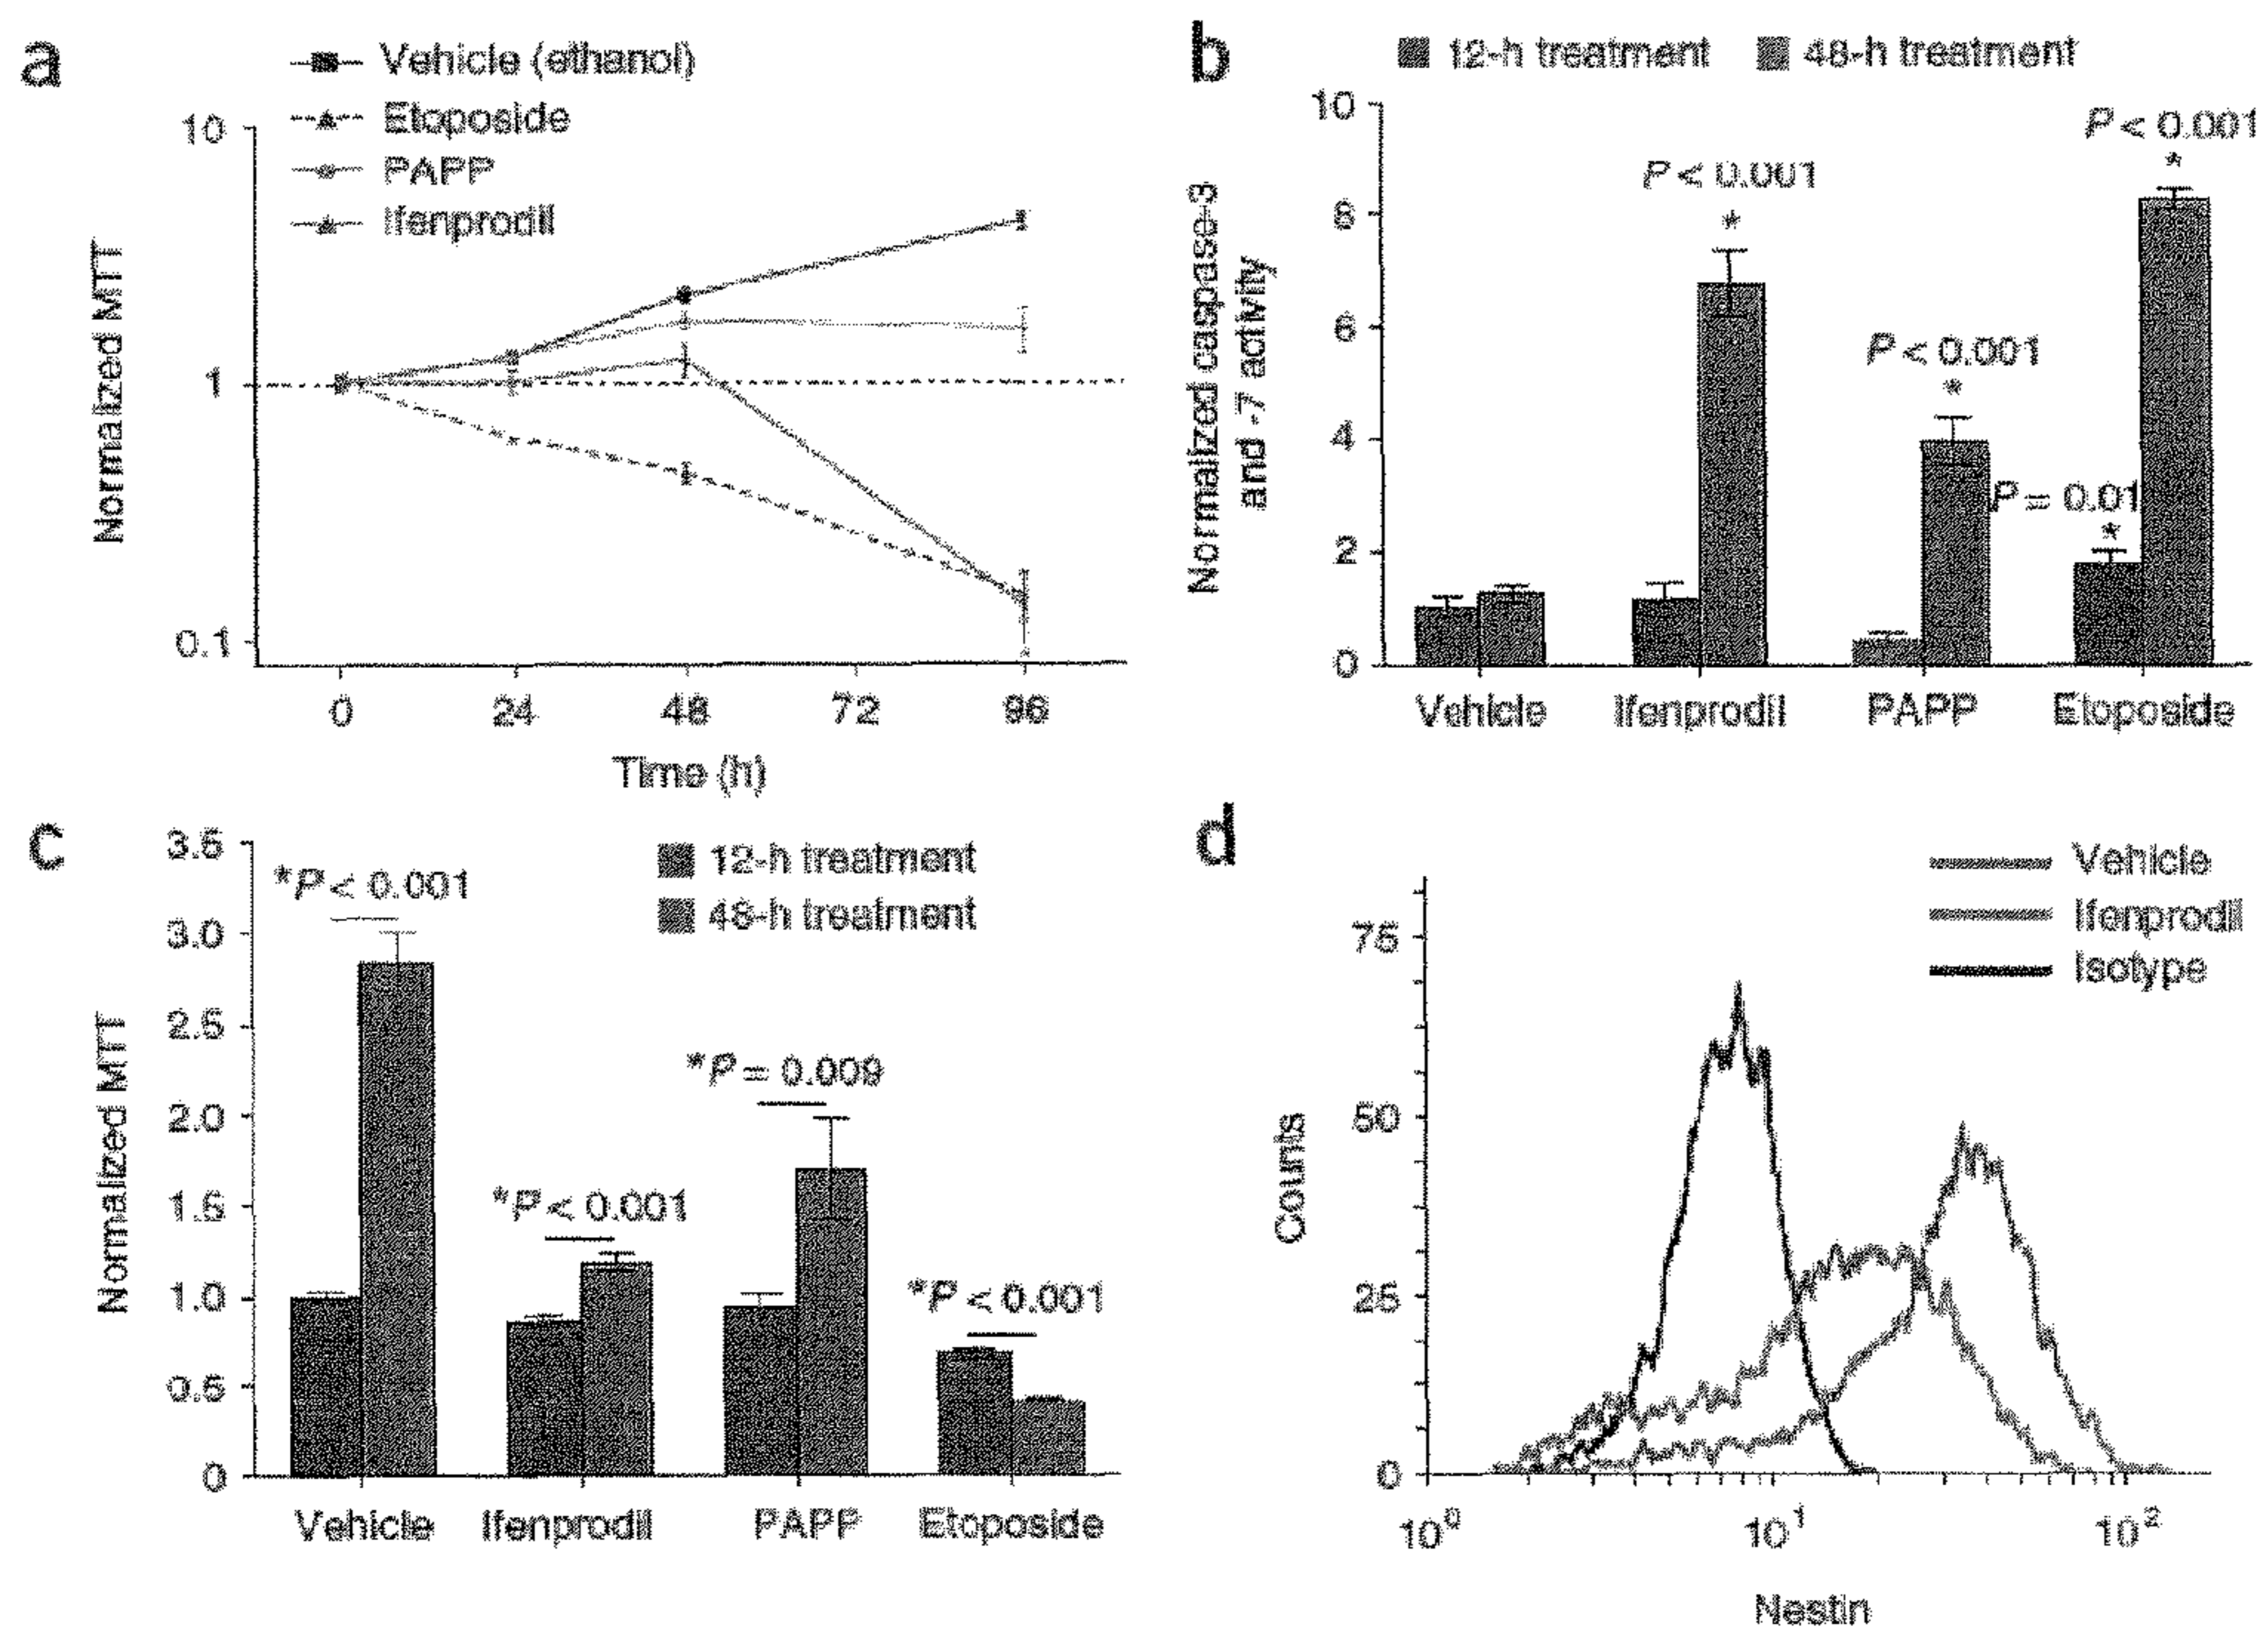 a
Vehicle (ethanol)
Etoposide
PAPP
Ifenprodil
10
1
0.1
Normalized MTT
0
24
48
72
96
Time (h)
b
12-h treatment
48-h treatment
10
8
6
4
2
0
Normalized caspase-3
and -7 activity
P < 0.001
*
P < 0.001
*
P = 0.01
*
P < 0.001
*
Vehicle
Ifenprodil
PAPP
Etoposide
c
12-h treatment
48-h treatment
3.5
3.0
2.5
2.0
1.5
1.0
0.5
0
Normalized MTT
*P < 0.001
*P < 0.001
*P = 0.009
*P < 0.001
Vehicle
Ifenprodil
PAPP
Etoposide
d
Vehicle
Ifenprodil
Isotype
75
50
25
0
Counts
10⁰
10¹
10²
Nestin